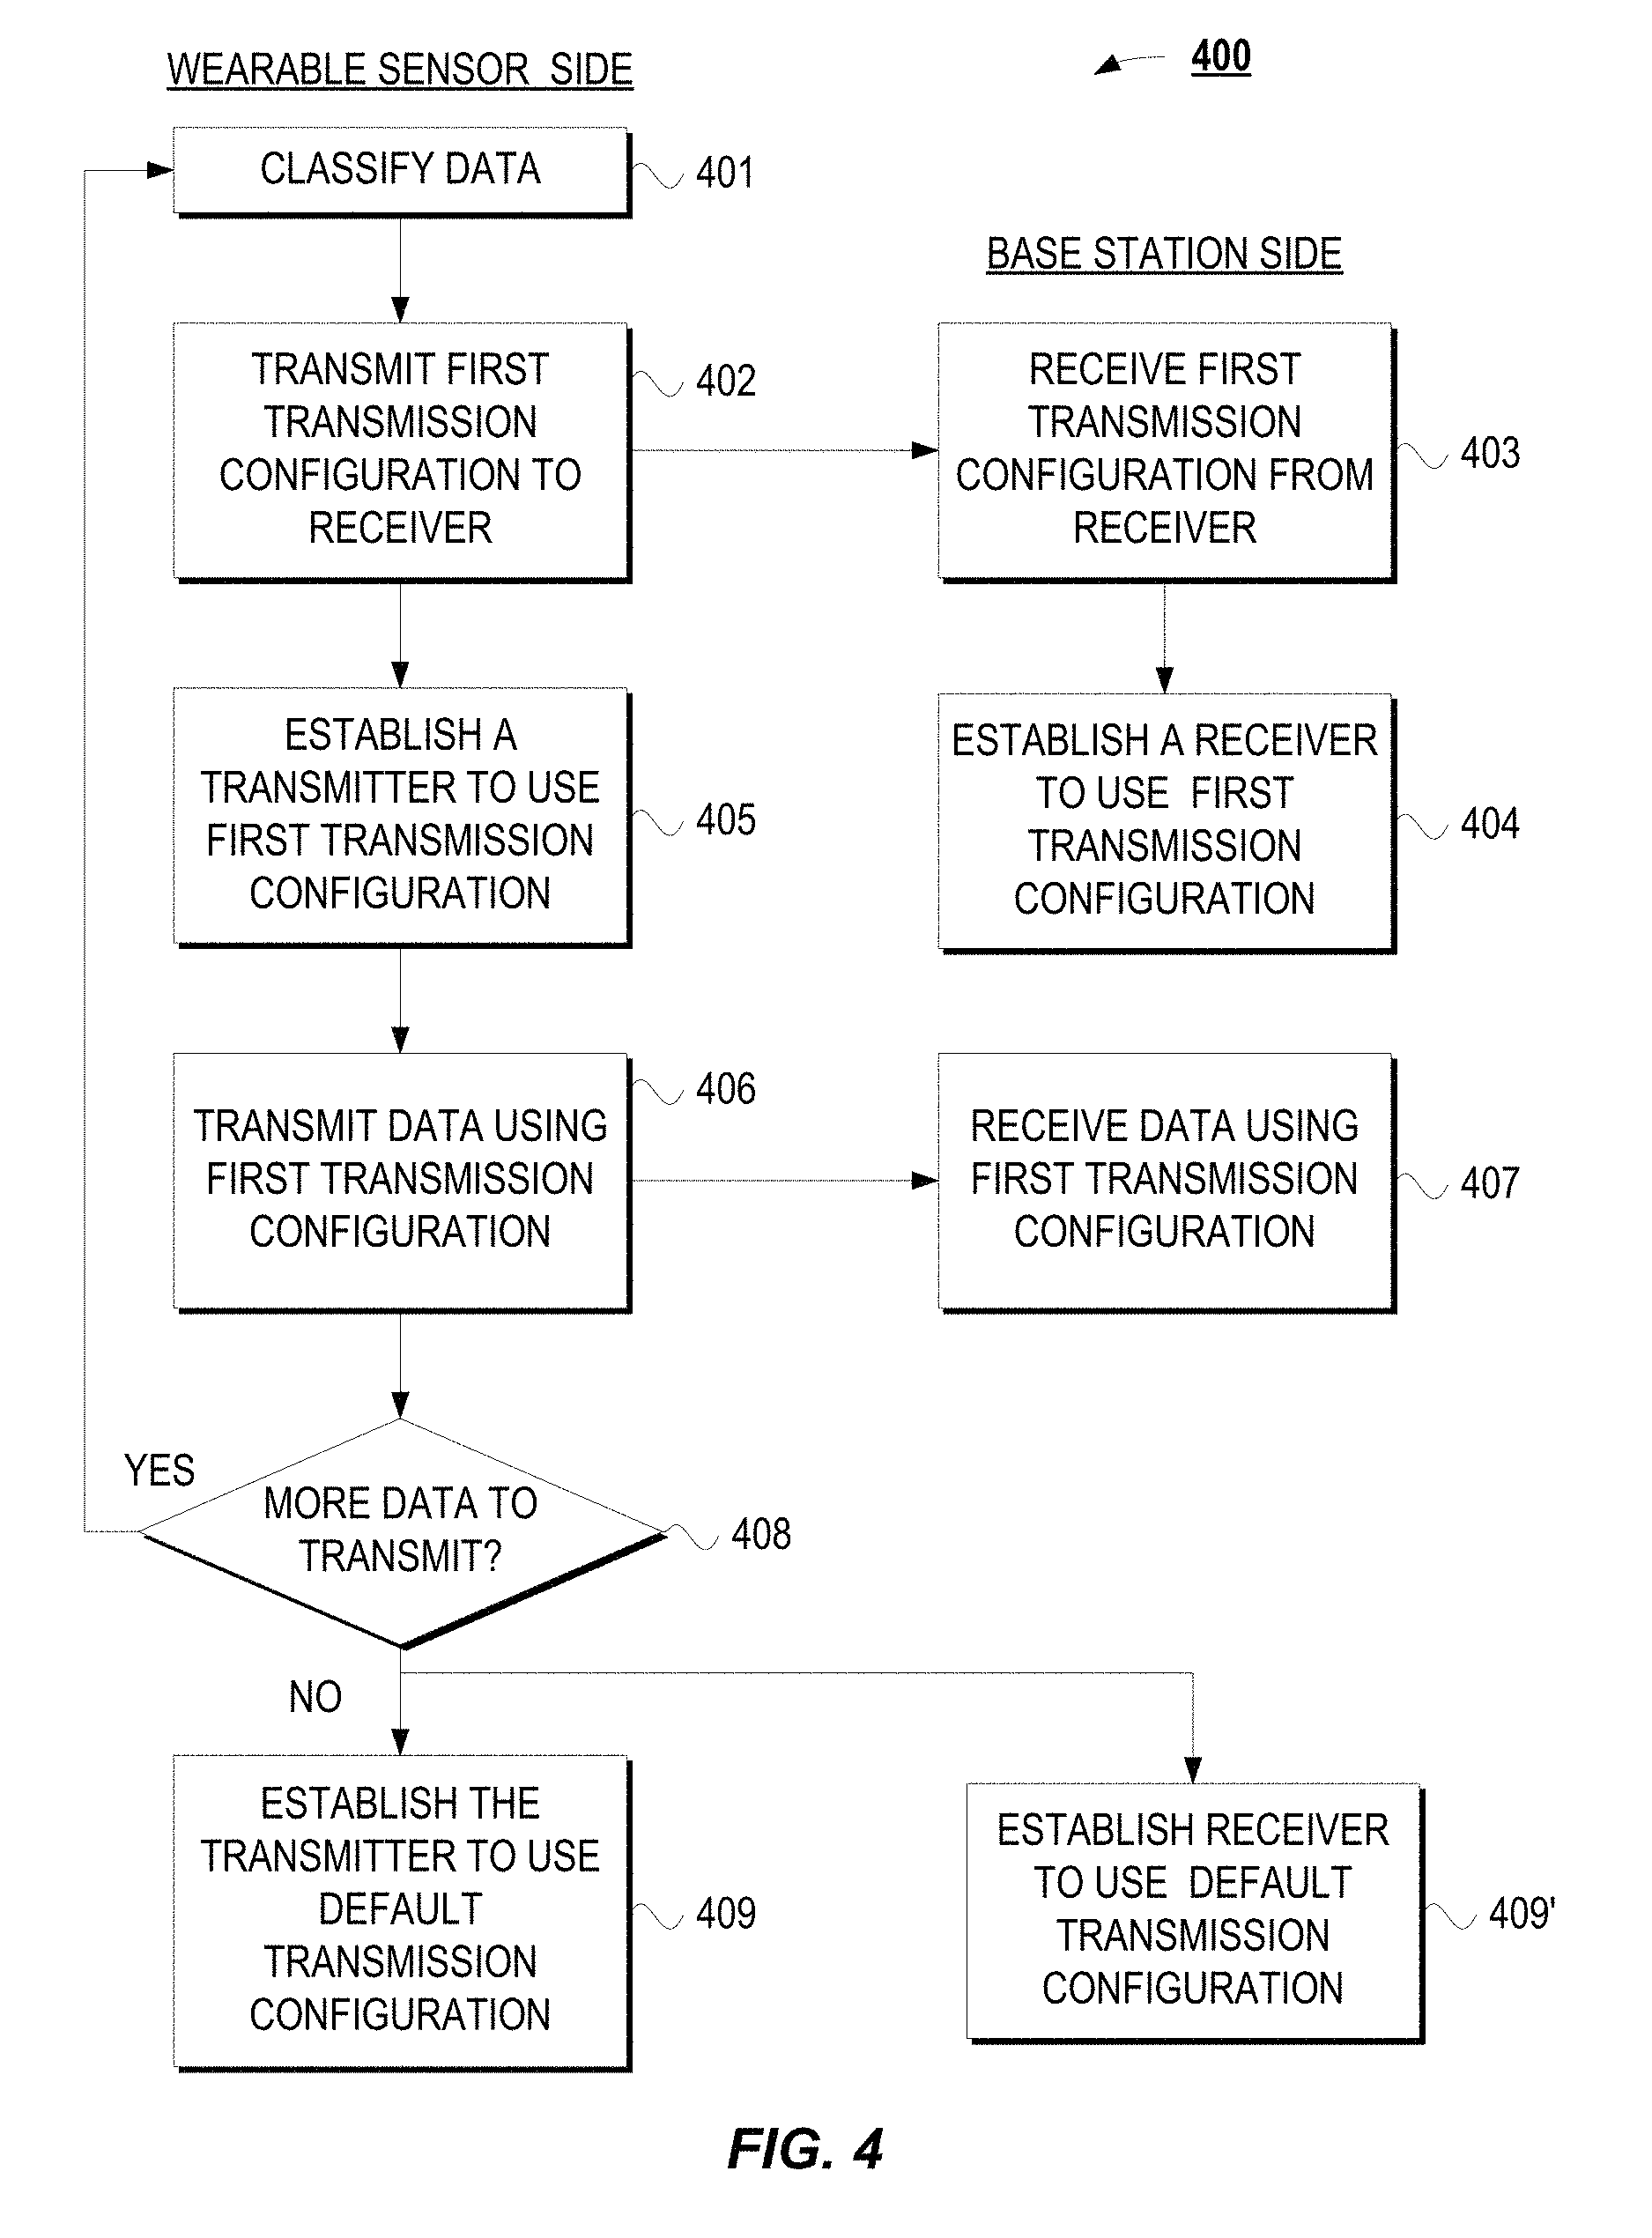 400
WEARABLE SENSOR SIDE
CLASSIFY DATA
401
BASE STATION SIDE
TRANSMIT FIRST
TRANSMISSION
CONFIGURATION TO
RECEIVER
402
RECEIVE FIRST
TRANSMISSION
CONFIGURATION FROM
RECEIVER
403
ESTABLISH A
TRANSMITTER TO USE
FIRST TRANSMISSION
CONFIGURATION
405
ESTABLISH A RECEIVER
TO USE FIRST
TRANSMISSION
CONFIGURATION
404
TRANSMIT DATA USING
FIRST TRANSMISSION
CONFIGURATION
406
RECEIVE DATA USING
FIRST TRANSMISSION
CONFIGURATION
407
YES
MORE DATA TO
TRANSMIT?
408
NO
ESTABLISH THE
TRANSMITTER TO USE
DEFAULT
TRANSMISSION
CONFIGURATION
409
ESTABLISH RECEIVER
TO USE DEFAULT
TRANSMISSION
CONFIGURATION
409'
FIG. 4